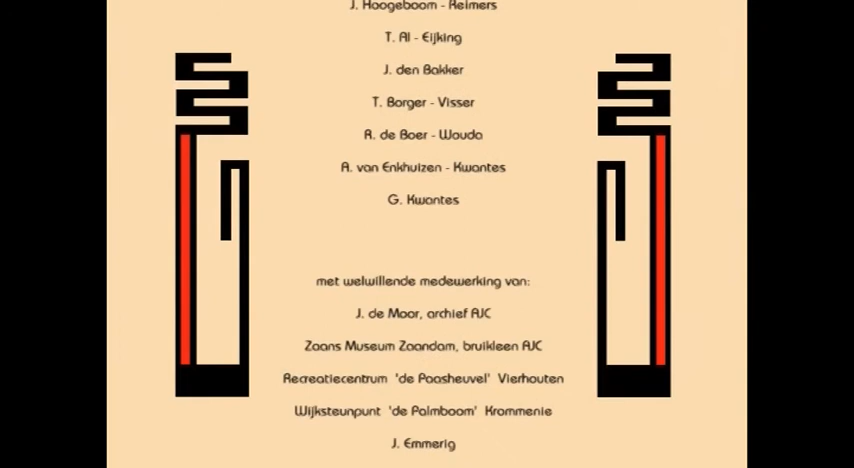 J. Hoogeboom - Reimers
T. Al - Eijking
J. den Bakker
T. Borger - Visser
R. de Boer - Wouda
A. van Enkhuizen - Kwantes
G. Kwantes
met welwillende medewerking van:
J. de Moor, archief AJC
Zaans Museum Zaandam, bruikleen AJC
Recreatiecentrum 'de Paasheuvel' Vierhouten
Wijksteunpunt 'de Palmboom' Krommenie
J. Emmerig